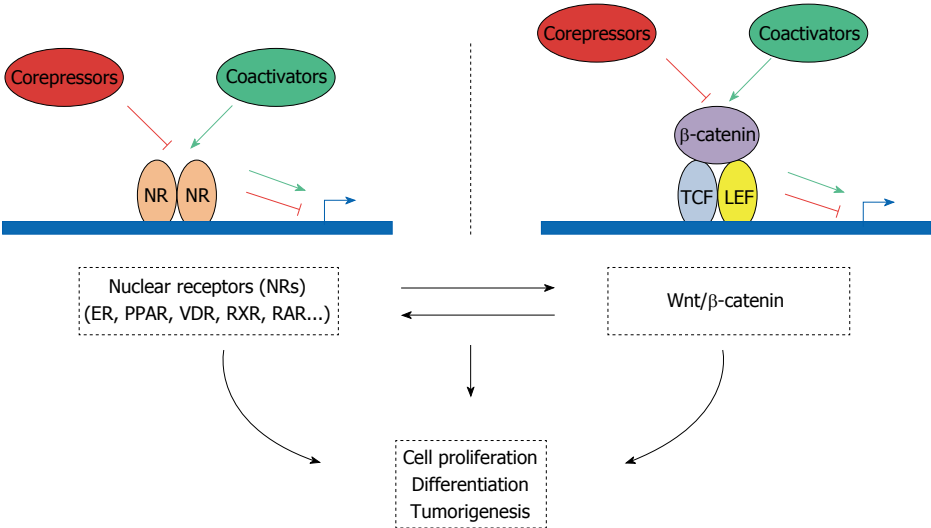 Corepressors
Coactivators
NR
NR
Corepressors
Coactivators
β-catenin
TCF
LEF
Nuclear receptors (NRs)
(ER, PPAR, VDR, RXR, RAR...)
Wnt/β-catenin
Cell proliferation
Differentiation
Tumorigenesis